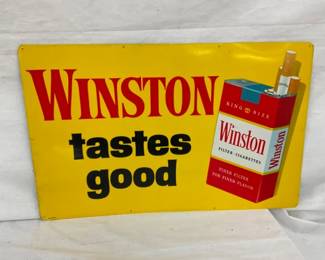 WINSTON
tastes
good
KING SIZE
Winston
FILTER-CIGARETTES
FINER FILTER
FOR FINER FLAVOR
Winston